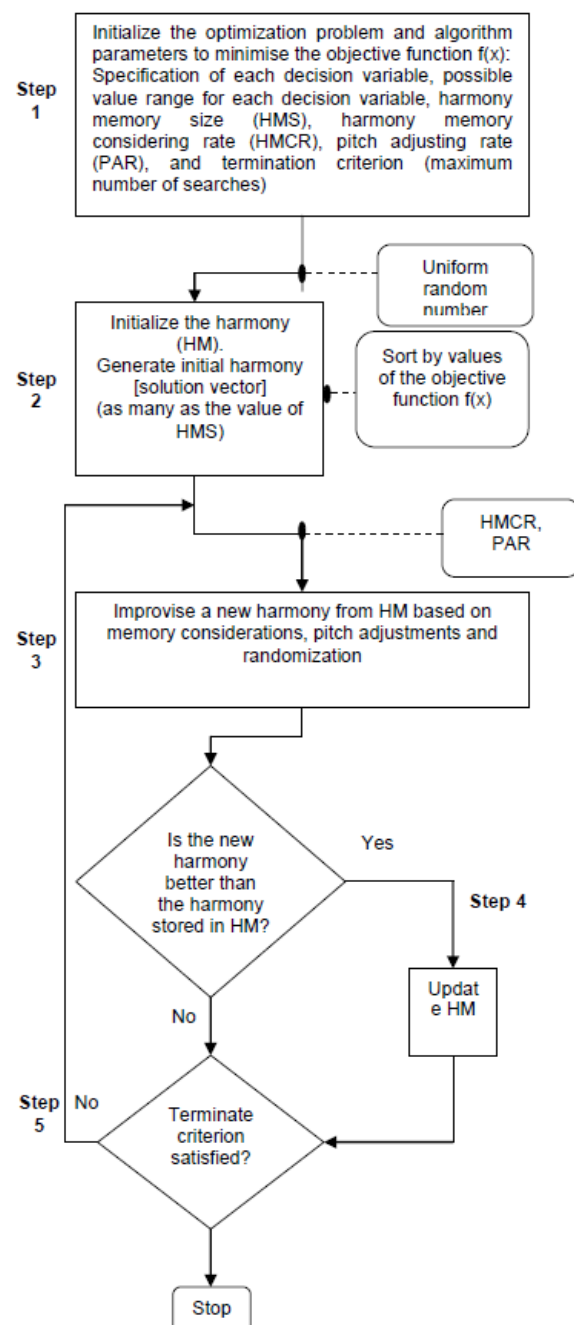 Initialize the optimization problem and algorithm
parameters to minimise the objective function f(x):
Specification of each decision variable, possible
value range for each decision variable, harmony
memory size (HMS), harmony memory
considering rate (HMCR), pitch adjusting rate
(PAR), and termination criterion (maximum
number of searches)
Step
1
Uniform
random
number
Initialize the harmony
(HM).
Generate initial harmony
[solution vector]
(as many as the value of
HMS)
Step
2
Sort by values
of the objective
function f(x)
HMCR,
PAR
Improvise a new harmony from HM based on
memory considerations, pitch adjustments and
randomization
Step
3
Is the new
harmony
better than
the harmony
stored in HM?
Yes
Step 4
Updat
e HM
No
Step
5
No
Terminate
criterion
satisfied?
Stop